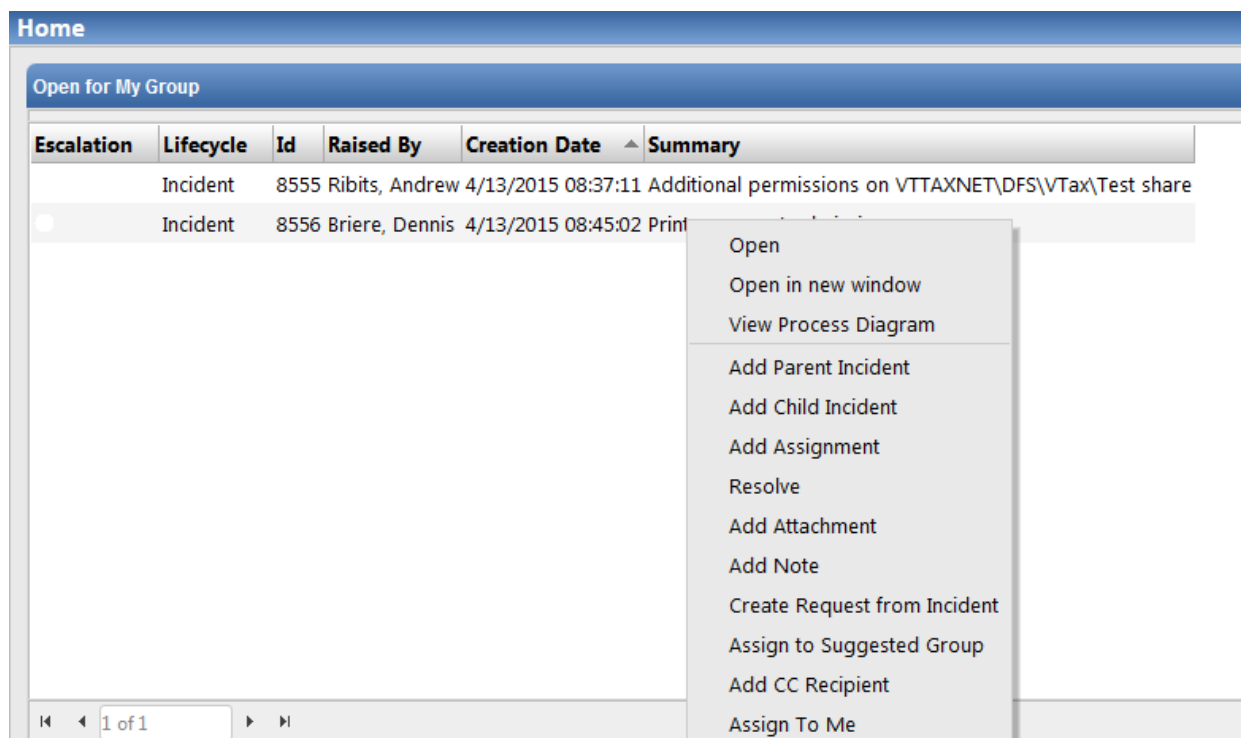 Home
Open for My Group
Escalation Lifecycle Id Raised By Creation Date Summary
Incident 8555 Ribits, Andrew 4/13/2015 08:37:11 Additional permissions on VTTAXNET\DFS\VTax\Test share
Incident 8556 Briere, Dennis 4/13/2015 08:45:02 Print
Open
Open in new window
View Process Diagram
Add Parent Incident
Add Child Incident
Add Assignment
Resolve
Add Attachment
Add Note
Create Request from Incident
Assign to Suggested Group
Add CC Recipient
Assign To Me
1 of 1